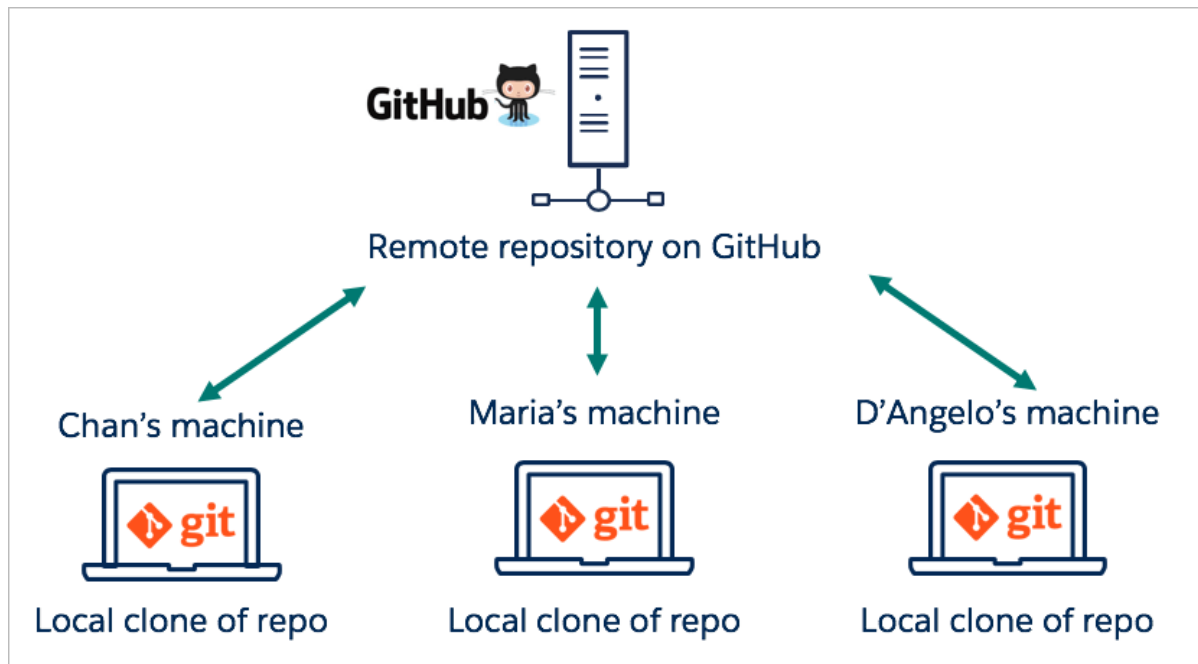 GitHub
Remote repository on GitHub
Chan’s machine
Maria’s machine
D’Angelo’s machine
git
git
git
Local clone of repo
Local clone of repo
Local clone of repo